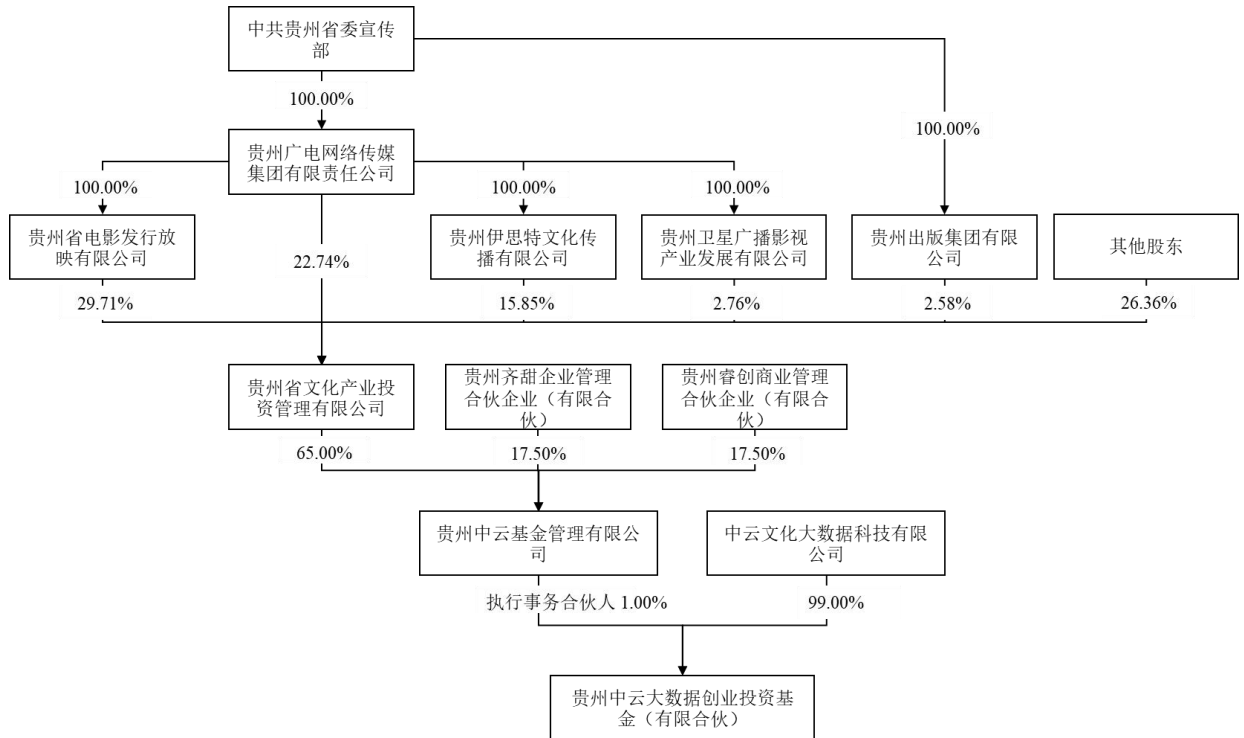 中共贵州省委宣传
部
100.00%
100.00%
贵州广电网络传媒
集团有限责任公司
100.00%
100.00%
100.00%
贵州省电影发行放
映有限公司
22.74%
贵州伊思特文化传
播有限公司
贵州卫星广播影视
产业发展有限公司
贵州出版集团有限
公司
其他股东
29.71%
15.85%
2.76%
2.58%
26.36%
贵州省文化产业投
资管理有限公司
贵州齐甜企业管理
合伙企业（有限合
伙）
贵州睿创商业管理
合伙企业（有限合
伙）
65.00%
17.50%
17.50%
贵州中云基金管理有限公
司
中云文化大数据科技有限
公司
执行事务合伙人 1.00%
99.00%
贵州中云大数据创业投资基
金（有限合伙）